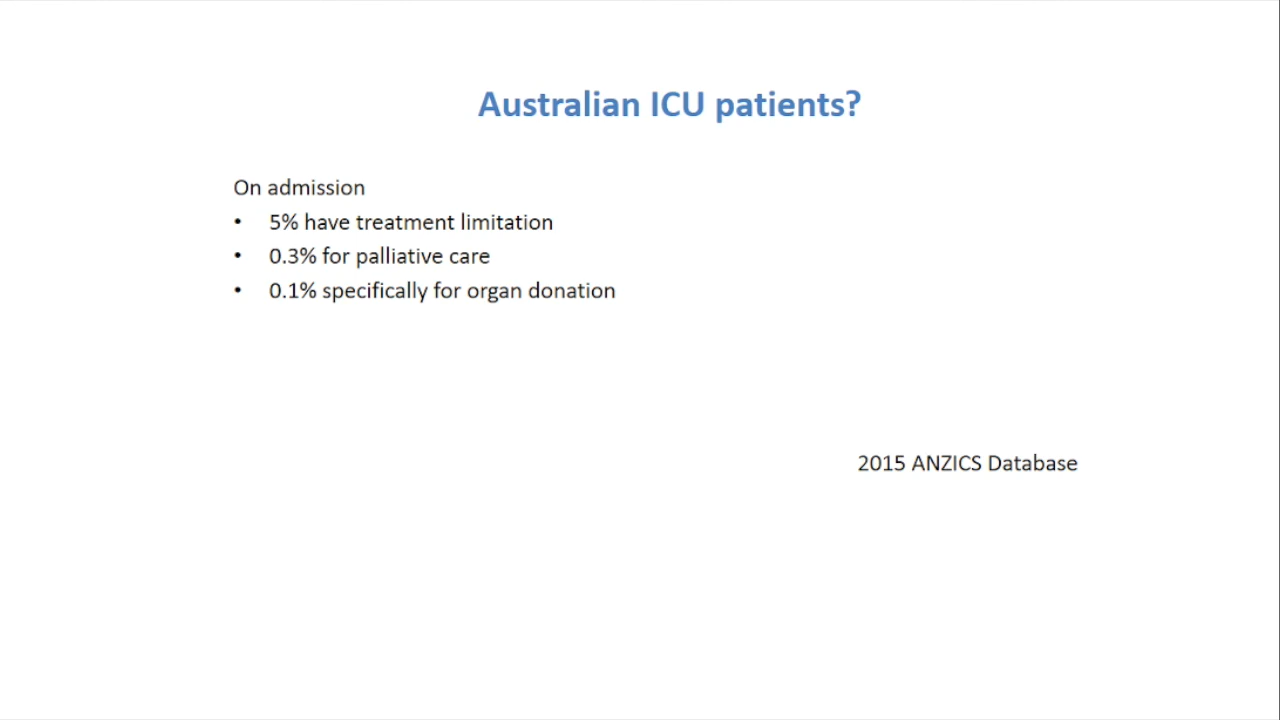 Australian ICU patients?
On admission
• 5% have treatment limitation
• 0.3% for palliative care
• 0.1% specifically for organ donation
2015 ANZICS Database